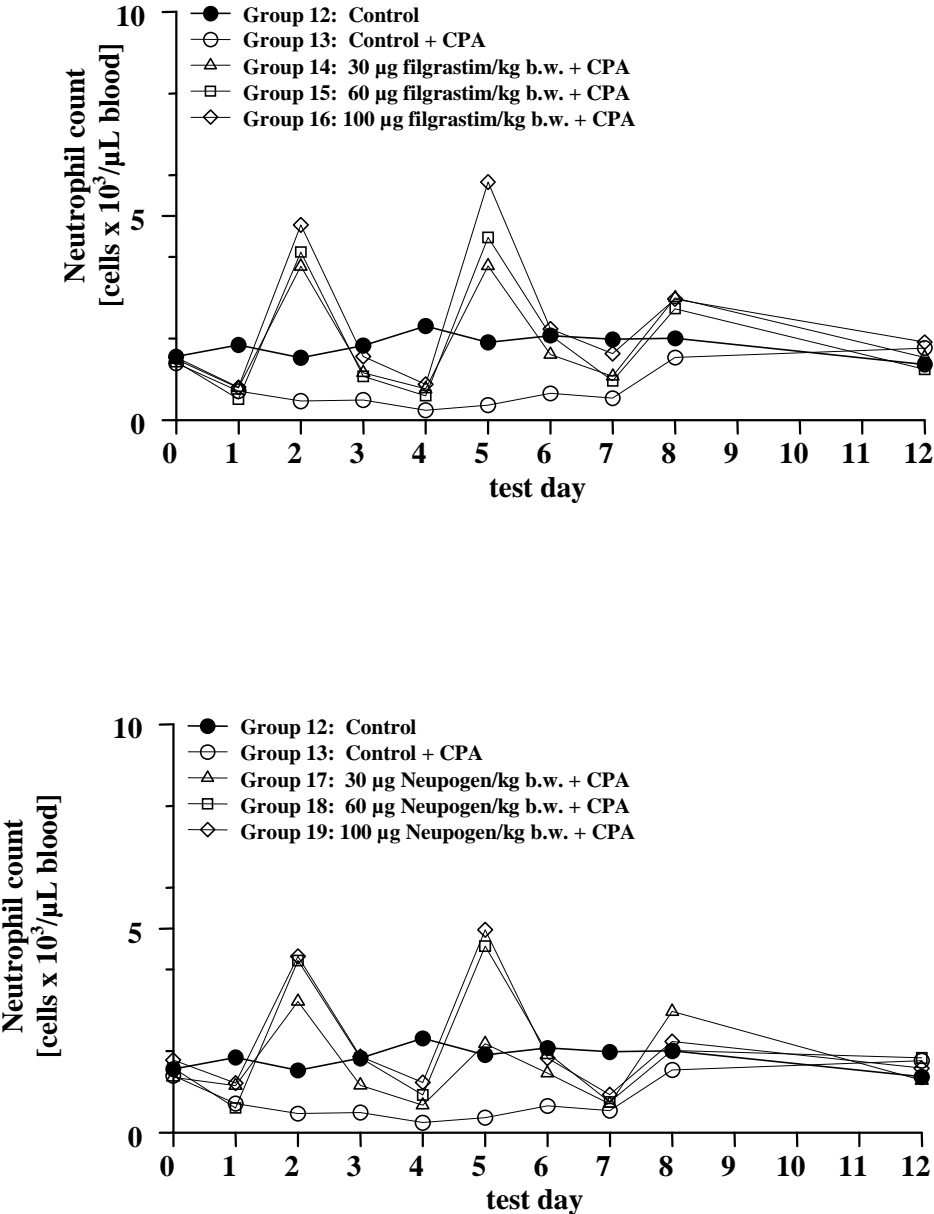 10
Group 12: Control
Group 13: Control + CPA
Group 14: 30 µg filgrastim/kg b.w. + CPA
Group 15: 60 µg filgrastim/kg b.w. + CPA
Group 16: 100 µg filgrastim/kg b.w. + CPA
Neutrophil count
[cells x 10³/µL blood]
5
0
0 1 2 3 4 5 6 7 8 9 10 11 12
test day
10
Group 12: Control
Group 13: Control + CPA
Group 17: 30 µg Neupogen/kg b.w. + CPA
Group 18: 60 µg Neupogen/kg b.w. + CPA
Group 19: 100 µg Neupogen/kg b.w. + CPA
Neutrophil count
[cells x 10³/µL blood]
5
0
0 1 2 3 4 5 6 7 8 9 10 11 12
test day